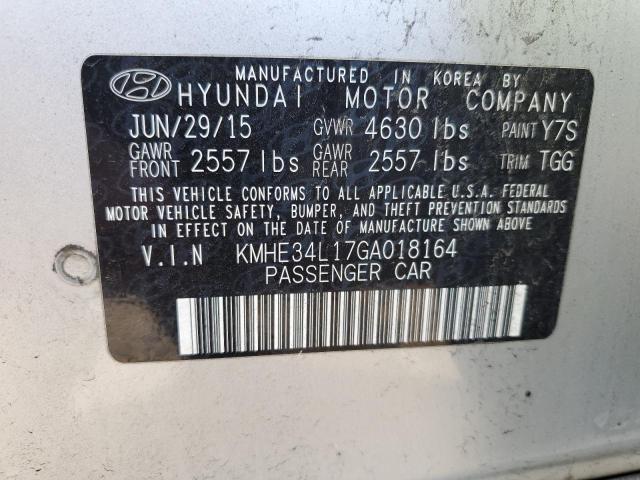 MANUFACTURED IN KOREA BY
HYUNDAI MOTOR COMPANY
JUN/29/15 GVWR 4630 lbs PAINT Y7S
GAWR FRONT 2557 lbs GAWR REAR 2557 lbs TRIM TGG
THIS VEHICLE CONFORMS TO ALL APPLICABLE U.S.A. FEDERAL
MOTOR VEHICLE SAFETY, BUMPER, AND THEFT PREVENTION STANDARDS
IN EFFECT ON THE DATE OF MANUFACTURE SHOWN ABOVE.
V.I.N KMHE34L17GA018164
PASSENGER CAR